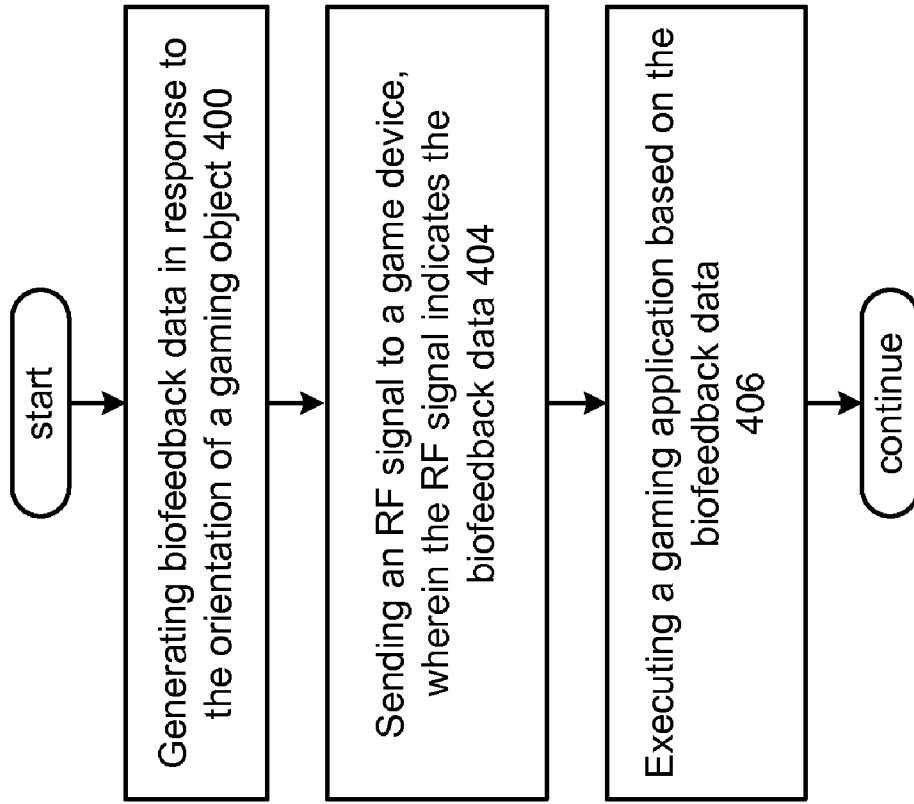 start
Generating biofeedback data in response to
the orientation of a gaming object 400
Sending an RF signal to a game device,
wherein the RF signal indicates the
biofeedback data 404
Executing a gaming application based on the
biofeedback data
406
continue